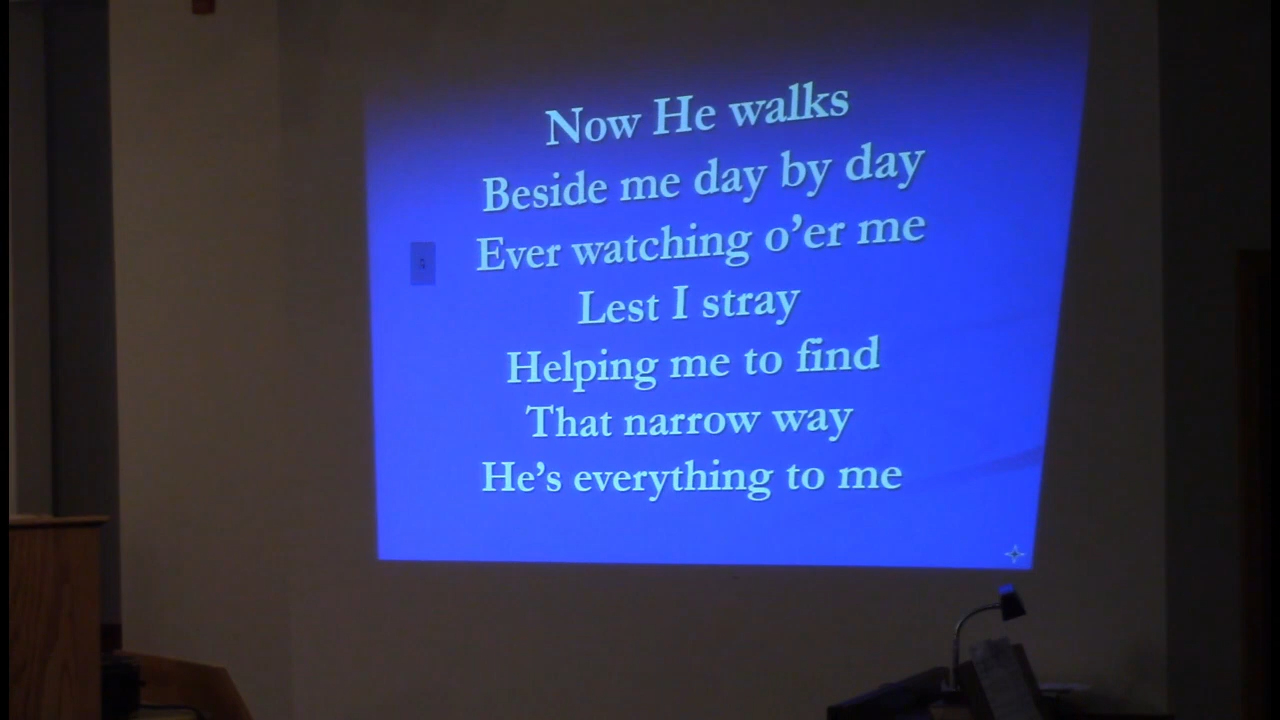 Now He walks
Beside me day by day
Ever watching o’er me
Lest I stray
Helping me to find
That narrow way
He’s everything to me